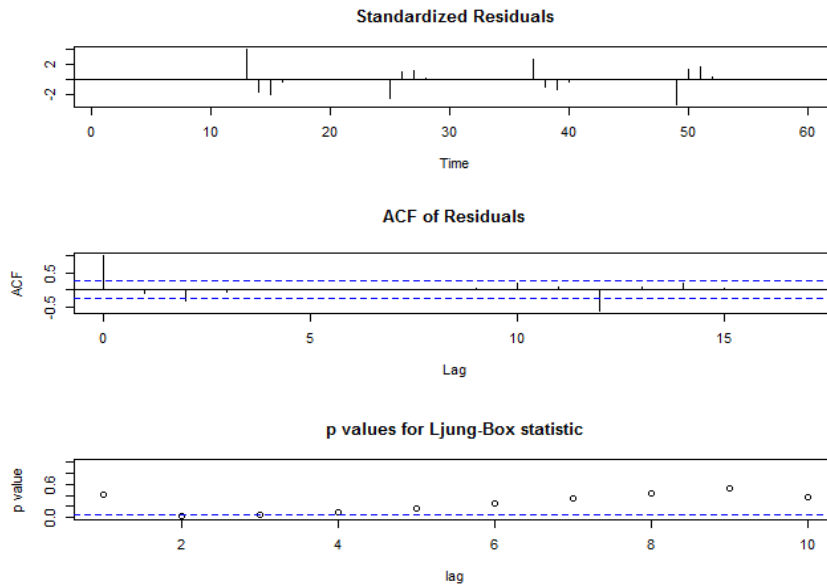 Standardized Residuals
2
-2
0 10 20 30 40 50 60
Time
ACF of Residuals
ACF
0.5
-0.5
0 5 10 15
Lag
p values for Ljung-Box statistic
p value
0.6
0.0
2 4 6 8 10
lag